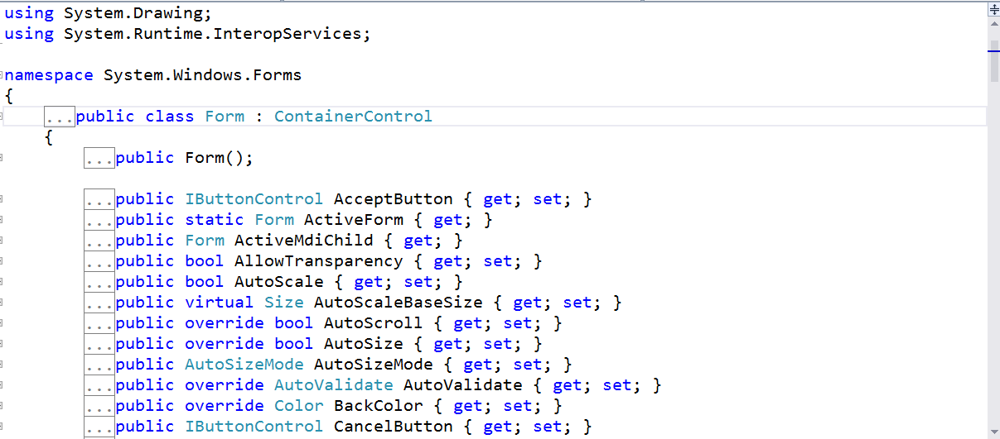 using System.Drawing;
using System.Runtime.InteropServices;
namespace System.Windows.Forms
{
...public class Form : ContainerControl
{
...public Form();
...public IButtonControl AcceptButton { get; set; }
...public static Form ActiveForm { get; }
...public Form ActiveMdiChild { get; }
...public bool AllowTransparency { get; set; }
...public bool AutoScale { get; set; }
...public virtual Size AutoScaleBaseSize { get; set; }
...public override bool AutoScroll { get; set; }
...public override bool AutoSize { get; set; }
...public AutoSizeMode AutoSizeMode { get; set; }
...public override AutoValidate AutoValidate { get; set; }
...public override Color BackColor { get; set; }
...public IButtonControl CancelButton { get; set; }